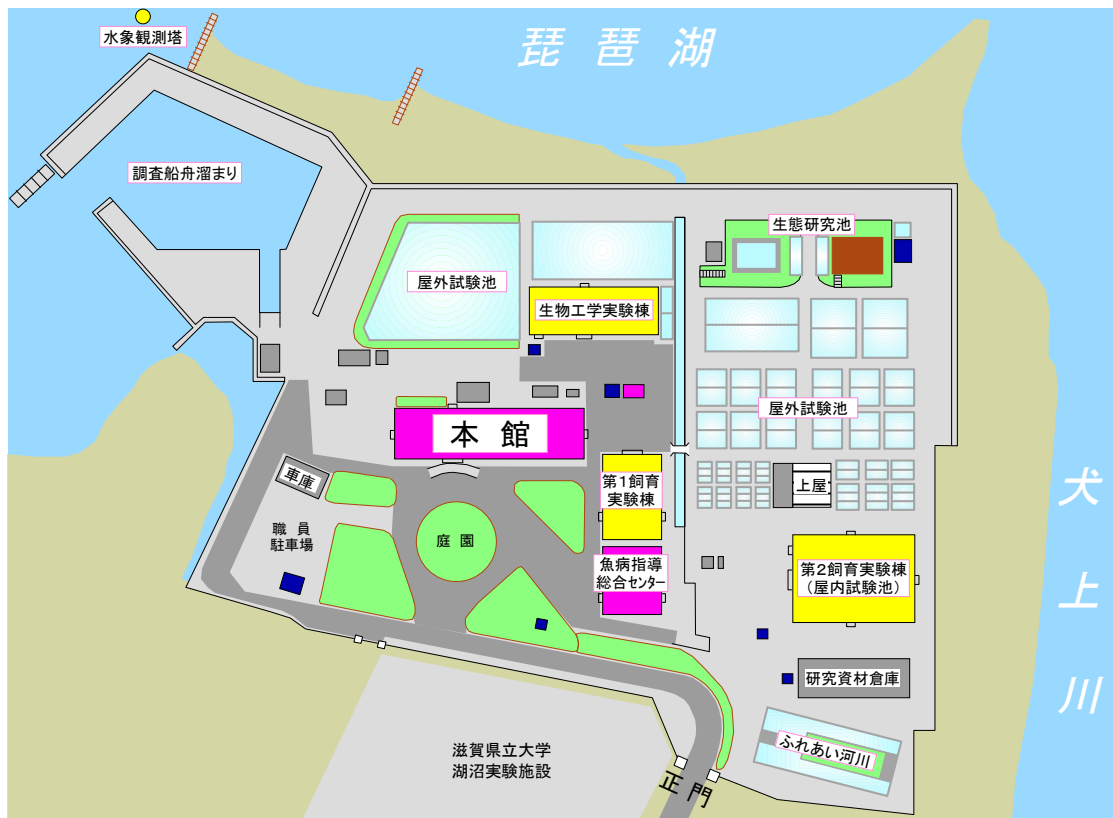 水象観測塔
琵琶湖
調査船舟溜まり
生態研究池
屋外試験池
生物工学実験棟
屋外試験池
本館
車庫
第1飼育
実験棟
上屋
職員
駐車場
庭園
魚病指導
総合センター
第2飼育実験棟
(屋内試験池)
犬上川
研究資材倉庫
ふれあい河川
滋賀県立大学
湖沼実験施設
正門